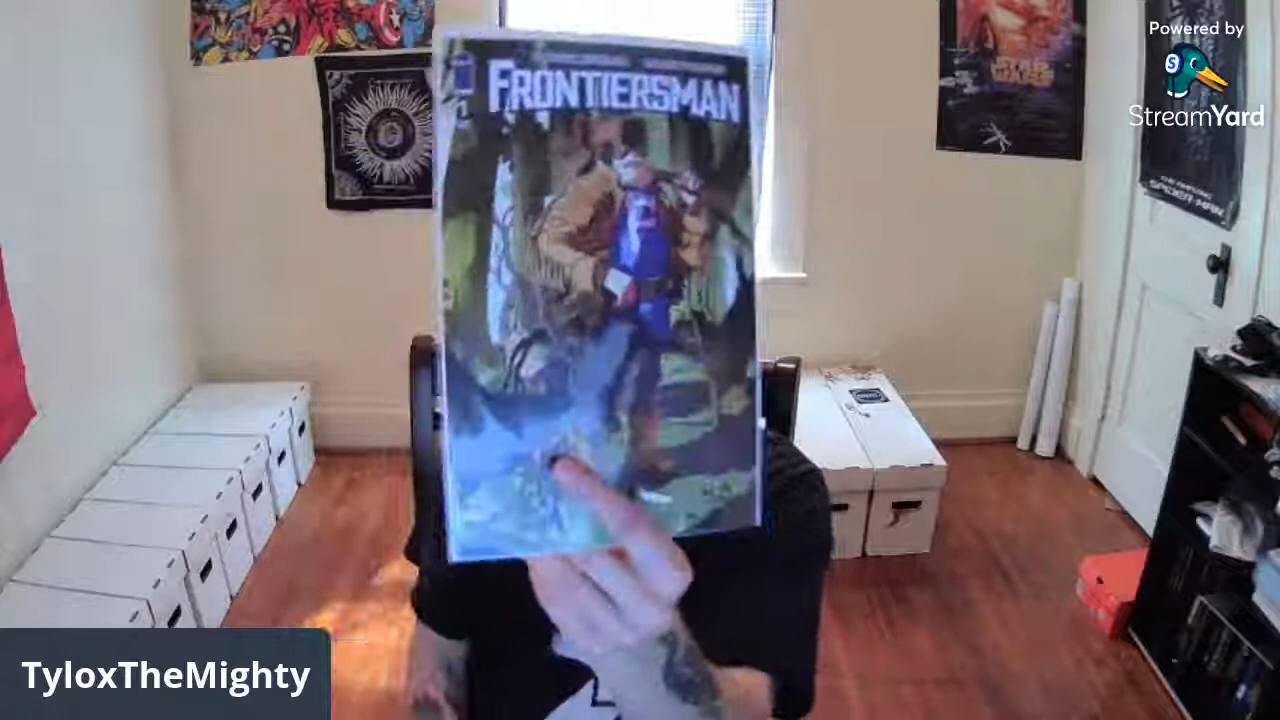 Powered by
StreamYard
FRONTIERSMAN
STAR
WARS
SPIDER-MAN
TyloxTheMighty